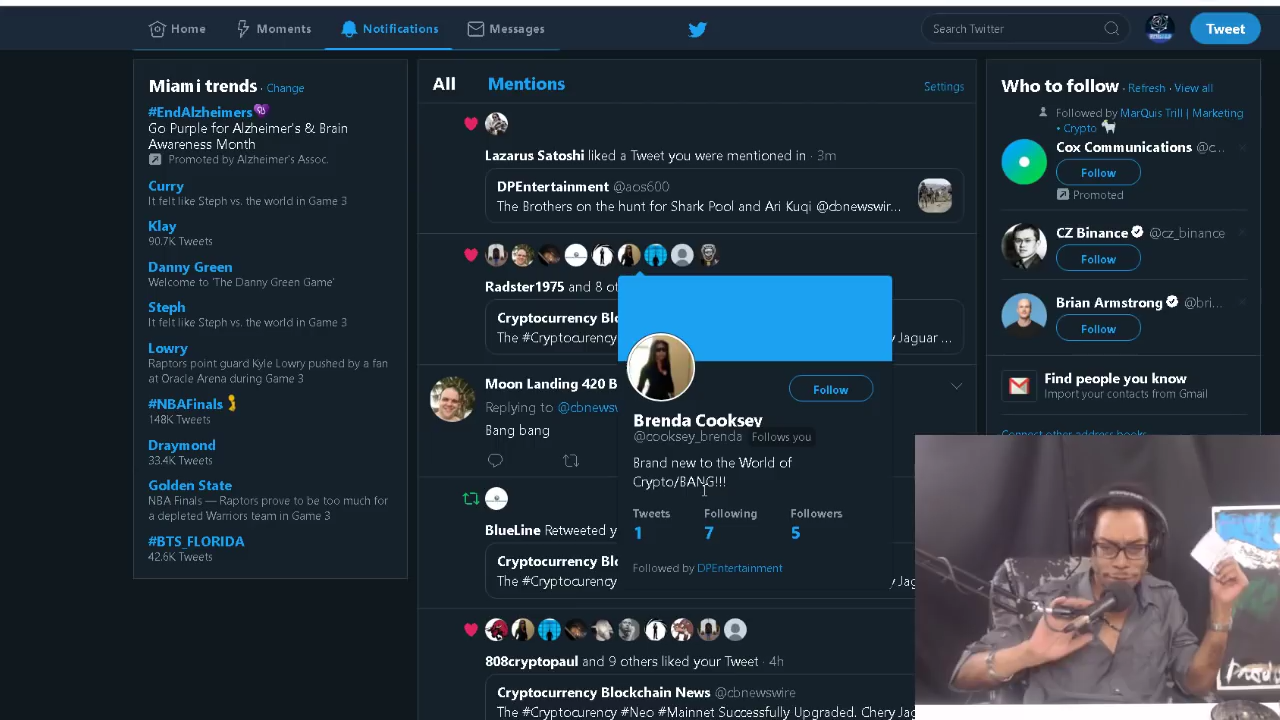 Home
Moments
Notifications
Messages
Search Twitter
Tweet
Miami trends · Change
#EndAlzheimers
Go Purple for Alzheimer's & Brain
Awareness Month
Promoted by Alzheimer's Assoc.
Curry
It felt like Steph vs. the world in Game 3
Klay
90.7K Tweets
Danny Green
Welcome to 'The Danny Green Game'
Steph
It felt like Steph vs. the world in Game 3
Lowry
Raptors point guard Kyle Lowry pushed by a fan
at Oracle Arena during Game 3
#NBAFinals
148K Tweets
Draymond
33.4K Tweets
Golden State
NBA Finals — Raptors prove to be too much for
a depleted Warriors team in Game 3
#BTS_FLORIDA
42.6K Tweets
All
Mentions
Settings
Lazarus Satoshi liked a Tweet you were mentioned in · 3m
DPEntertainment @aos600
The Brothers on the hunt for Shark Pool and Ari Kuqi @cbnewswir...
Radster1975 and 8 ot
Cryptocurrency Blo
The #Cryptocurrency
Jaguar ...
Moon Landing 420 B
Replying to @cbnewsw
Bang bang
BlueLine Retweeted y
Cryptocurrency Blo
The #Cryptocurrency
Jag
808cryptopaul and 9 others liked your Tweet · 4h
Cryptocurrency Blockchain News @cbnewswire
The #Cryptocurrency #Neo #Mainnet Successfully Upgraded. Chery Jag
Brenda Cooksey
Follow
@cooksey_brenda Follows you
Brand new to the World of
Crypto/BANG!!!
Tweets Following Followers
1 7 5
Followed by DPEntertainment
Who to follow · Refresh · View all
Followed by MarQuis Trill | Marketing
• Crypto
Cox Communications @c...
Follow
Promoted
CZ Binance @cz_binance
Follow
Brian Armstrong @bri...
Follow
Find people you know
Import your contacts from Gmail
Connect other address books